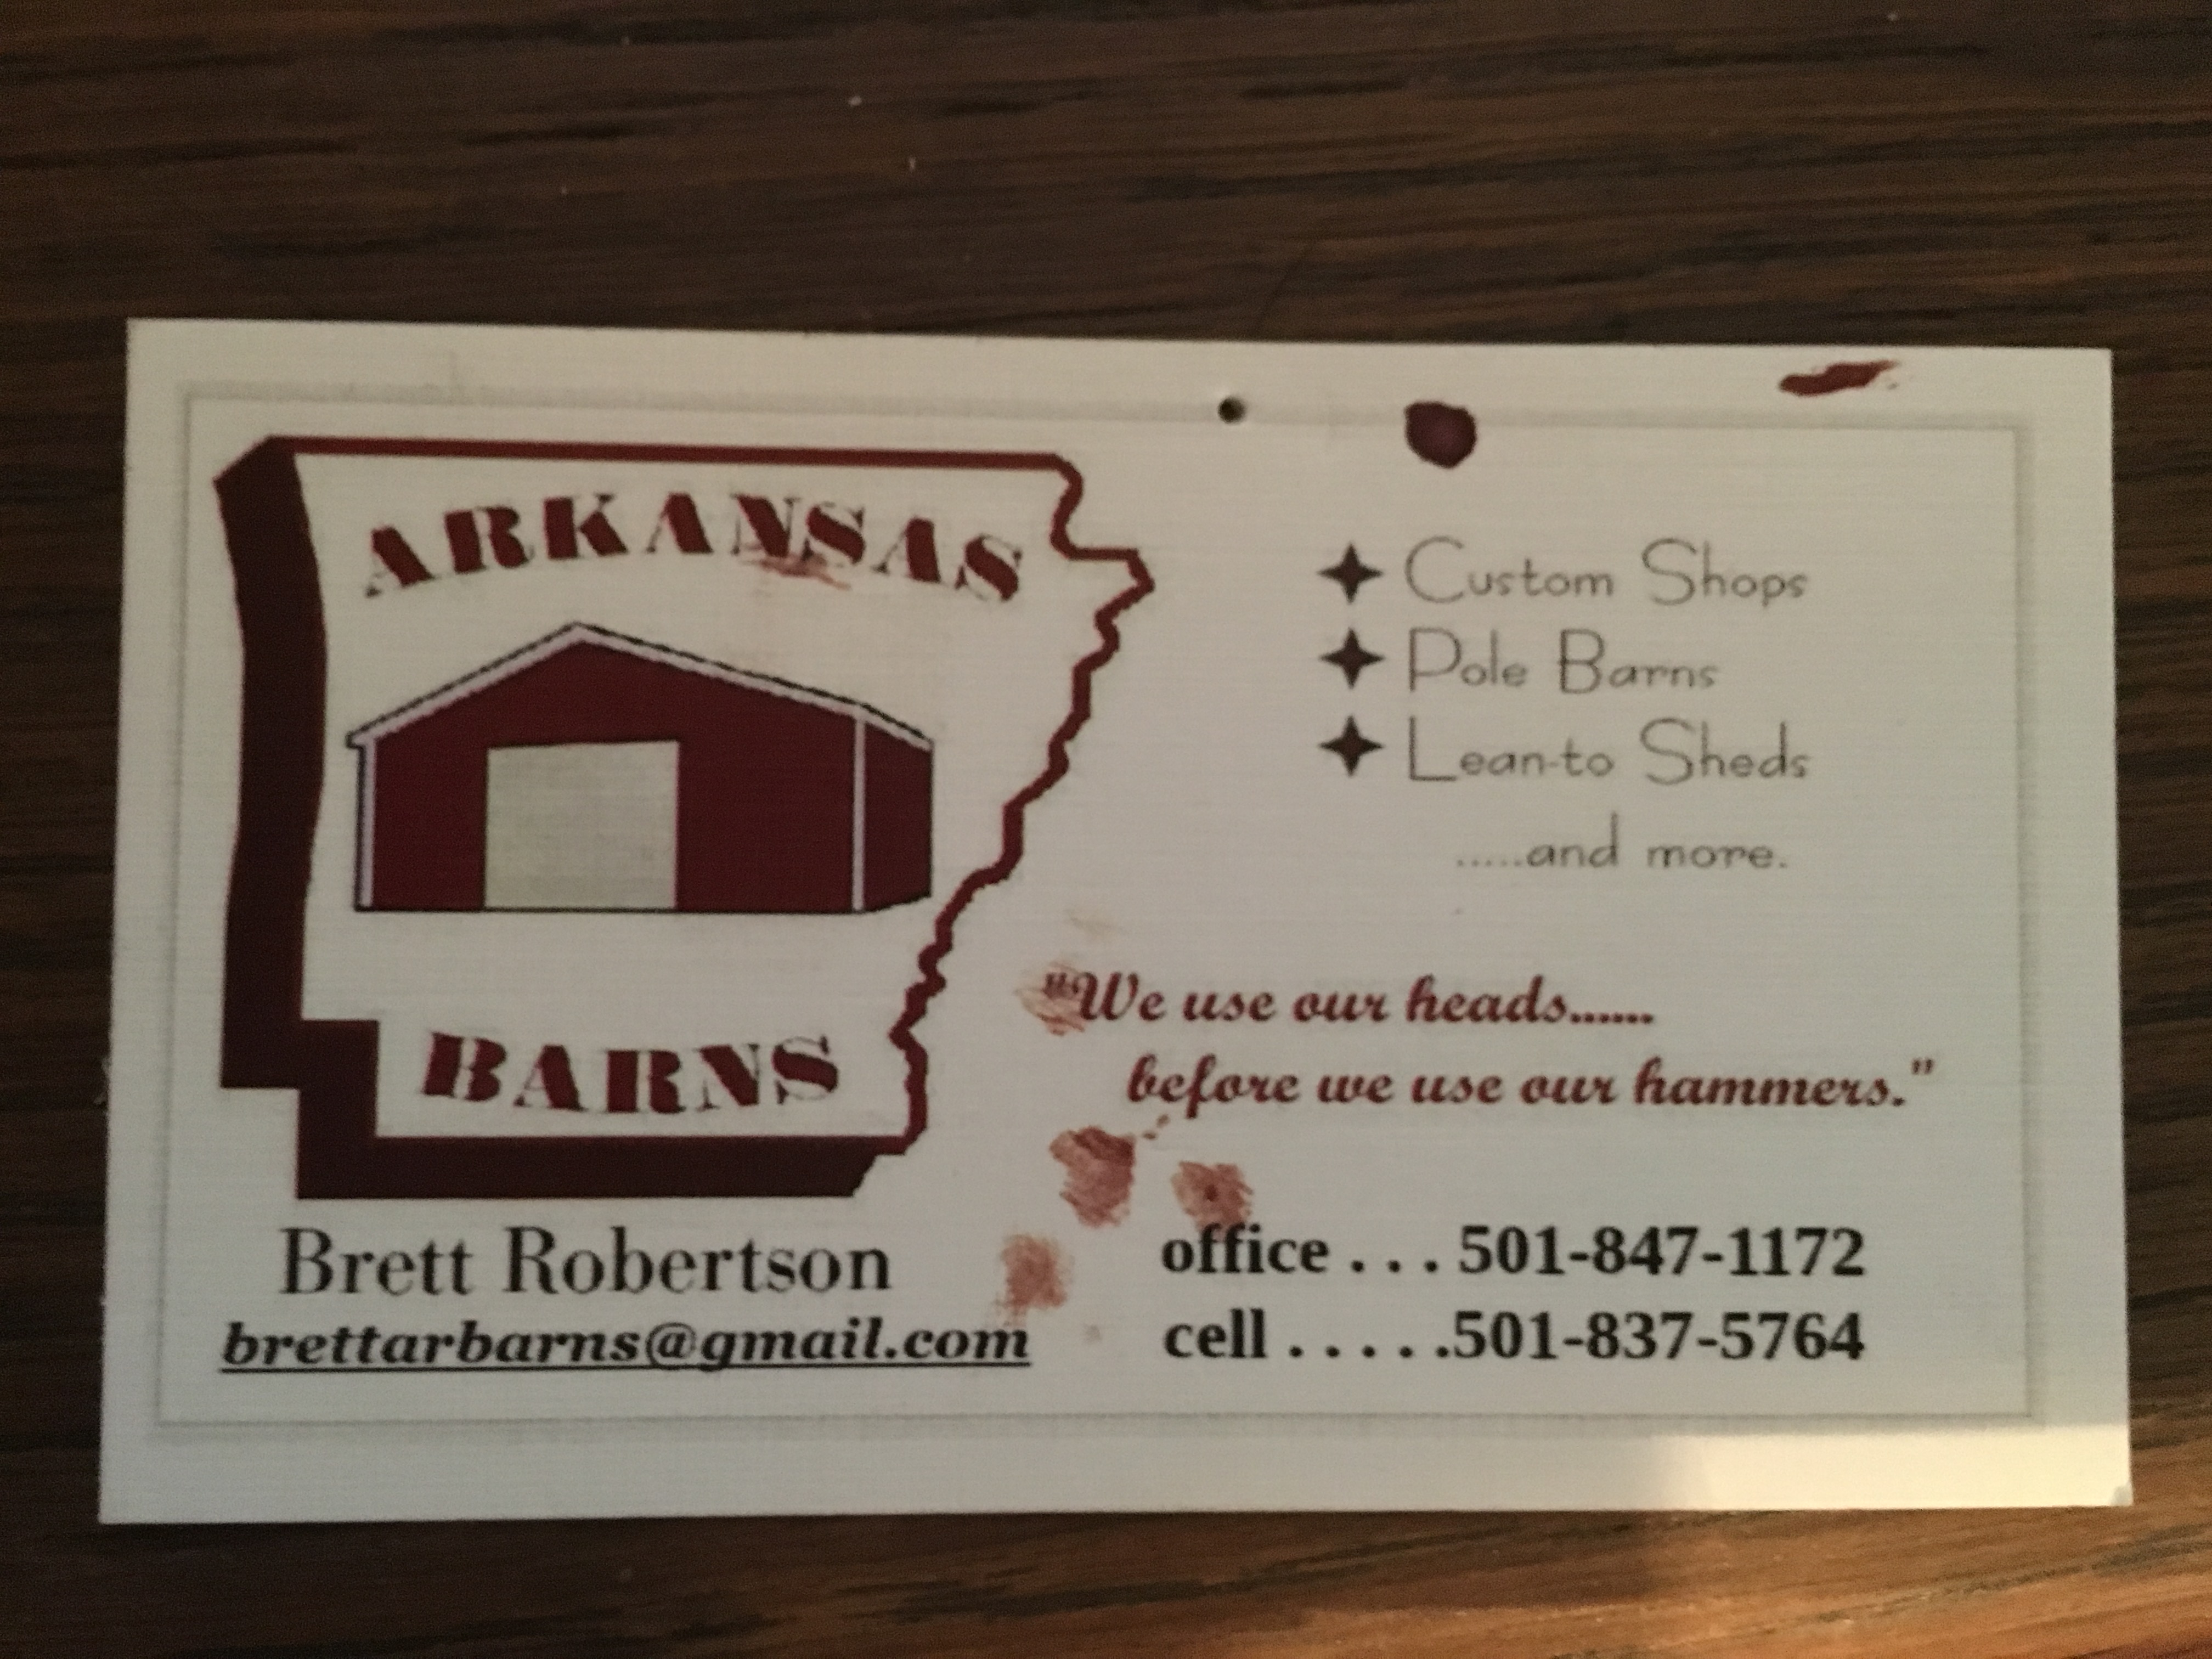 ARKANSAS
BARNS
Custom Shops
Pole Barns
Lean-to Sheds
.....and more.
"We use our heads......
before we use our hammers."
Brett Robertson
brettarbarns@gmail.com
office . . . 501-847-1172
cell . . . . .501-837-5764